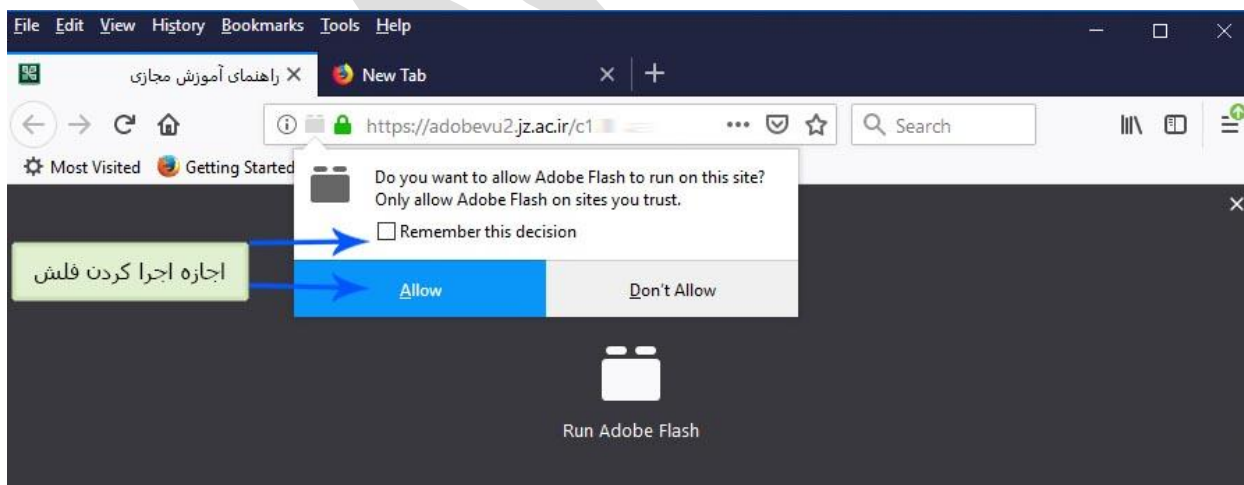 File Edit View History Bookmarks Tools Help
راهنمای آموزش مجازی
New Tab
https://adobevu2.jz.ac.ir/c1
Search
Most Visited Getting Started
Do you want to allow Adobe Flash to run on this site?
Only allow Adobe Flash on sites you trust.
Remember this decision
اجازه اجرا کردن فلش
Allow Don't Allow
Run Adobe Flash